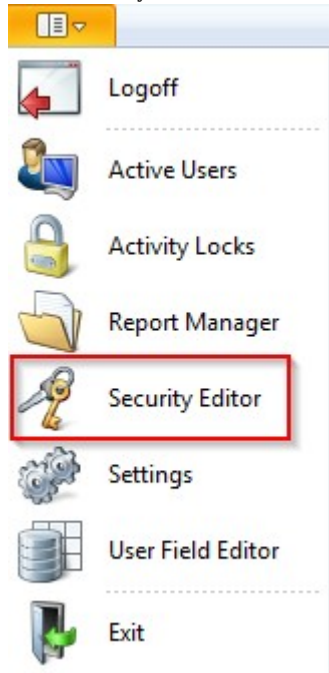 Logoff
Active Users
Activity Locks
Report Manager
Security Editor
Settings
User Field Editor
Exit